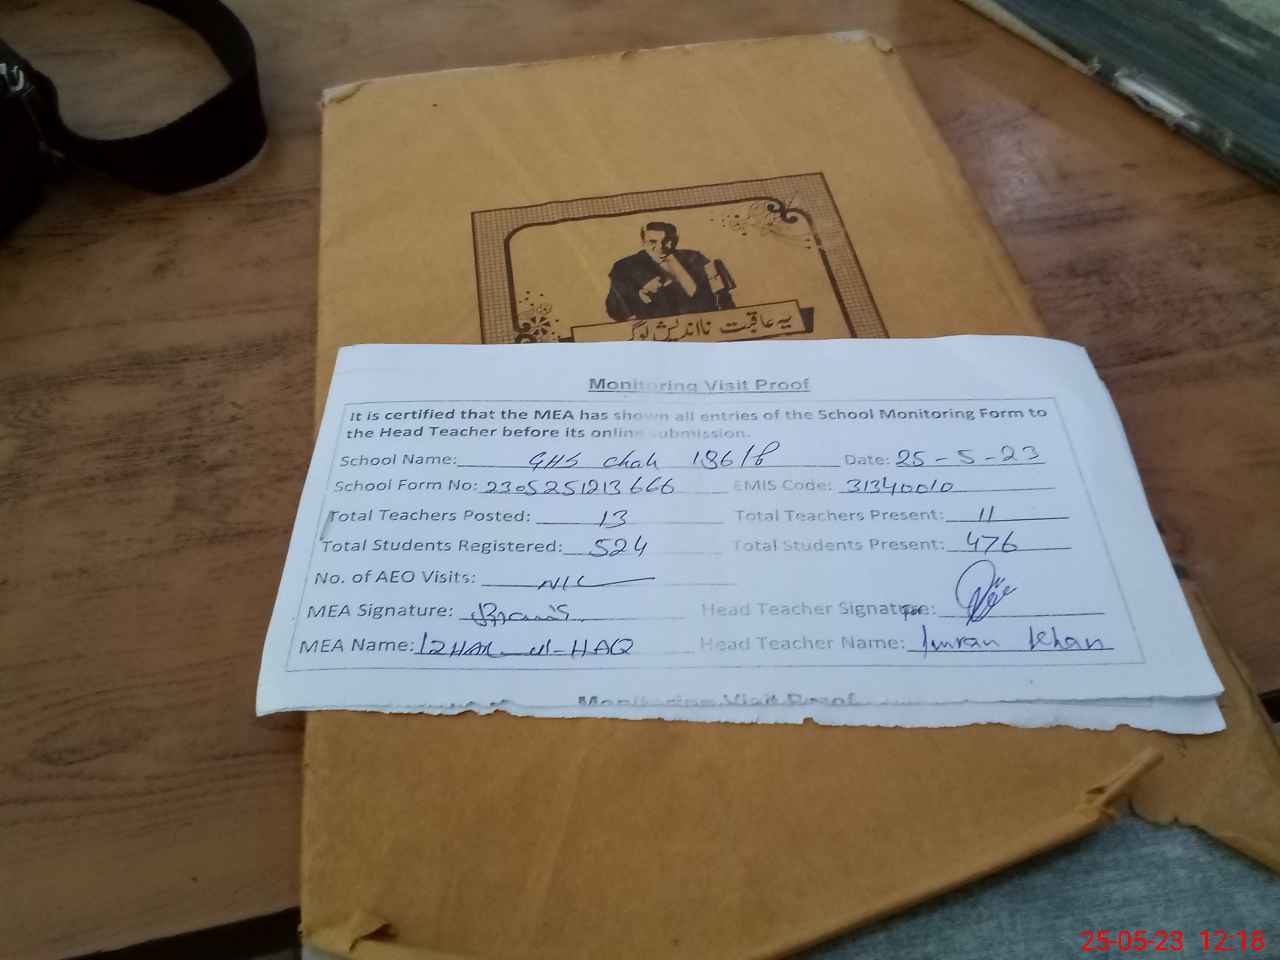 یہ عاقبت نااندیش لوگ
Monitoring Visit Proof
It is certified that the MEA has shown all entries of the School Monitoring Form to
the Head Teacher before its online submission.
School Name: GHS chak 186/8 Date: 25-5-23
School Form No: 2305251213666 EMIS Code: 31340010
Total Teachers Posted: 13 Total Teachers Present: 11
Total Students Registered: 524 Total Students Present: 476
No. of AEO Visits: NIL
MEA Signature: Head Teacher Signature:
MEA Name: IZHAR-ul-HAQ Head Teacher Name: Imran Khan
Monitoring Visit Proof
25-05-23 12:18